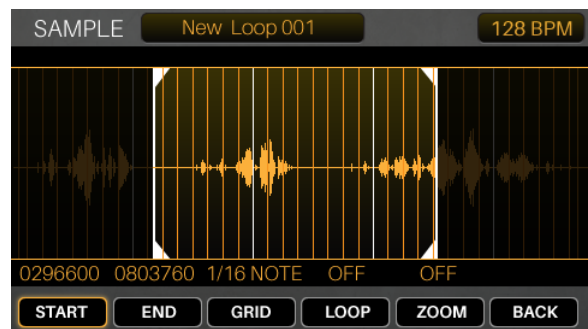 SAMPLE New Loop 001 128 BPM
0296600 0803760 1/16 NOTE OFF OFF
START END GRID LOOP ZOOM BACK